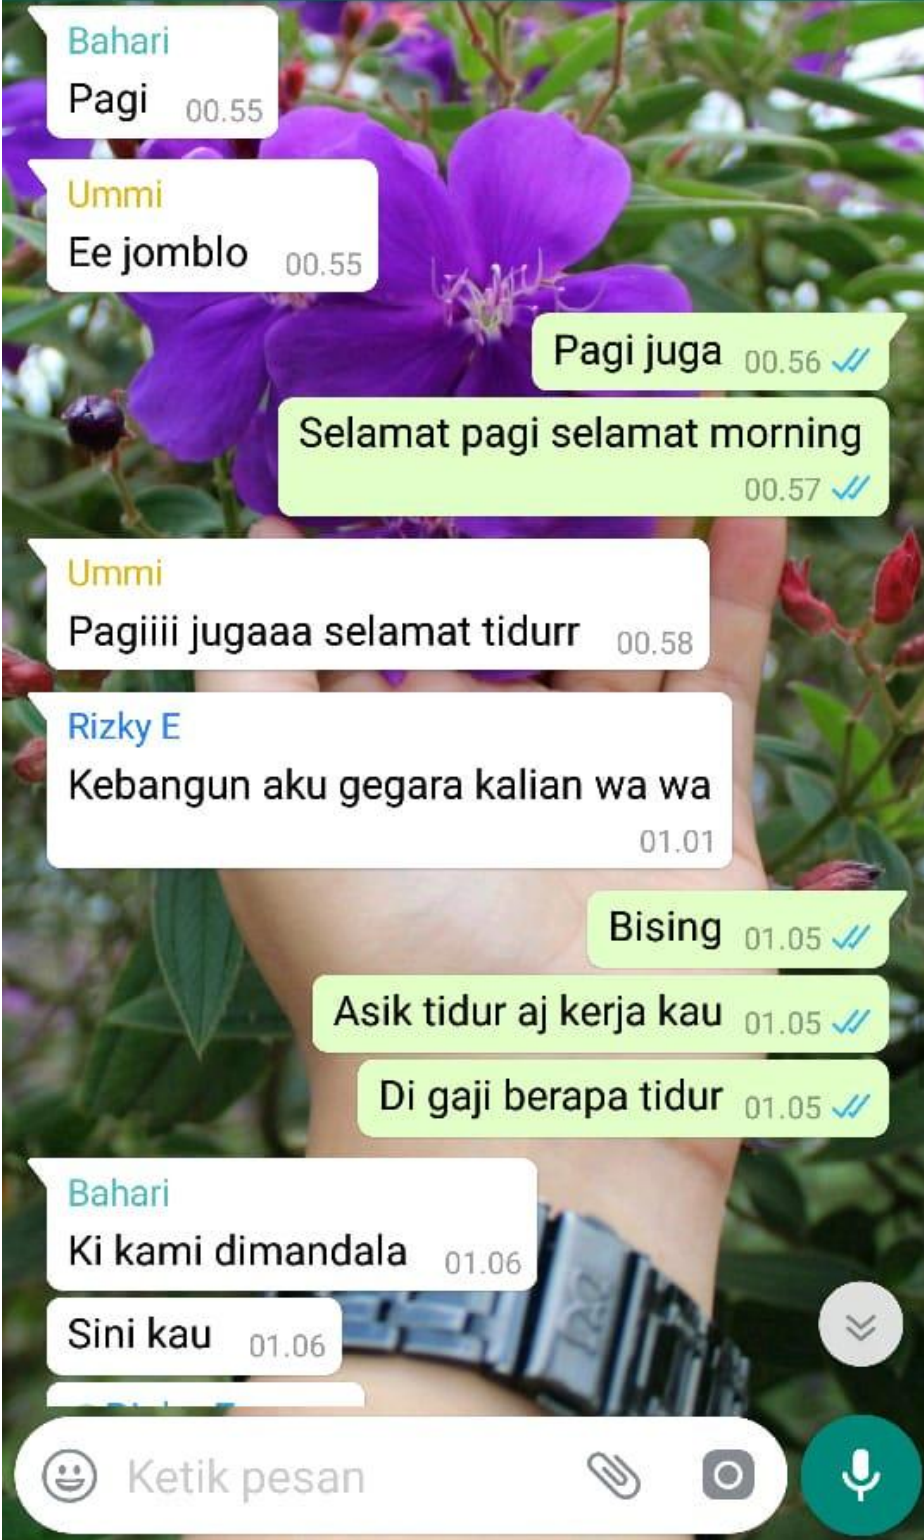 Bahari
Pagi 00.55
Ummi
Ee jomblo 00.55
Pagi juga 00.56
Selamat pagi selamat morning
00.57
Ummi
Pagiiii jugaaa selamat tidurr 00.58
Rizky E
Kebangun aku gegara kalian wa wa
01.01
Bising 01.05
Asik tidur aj kerja kau 01.05
Di gaji berapa tidur 01.05
Bahari
Ki kami dimandala 01.06
Sini kau 01.06
Ketik pesan